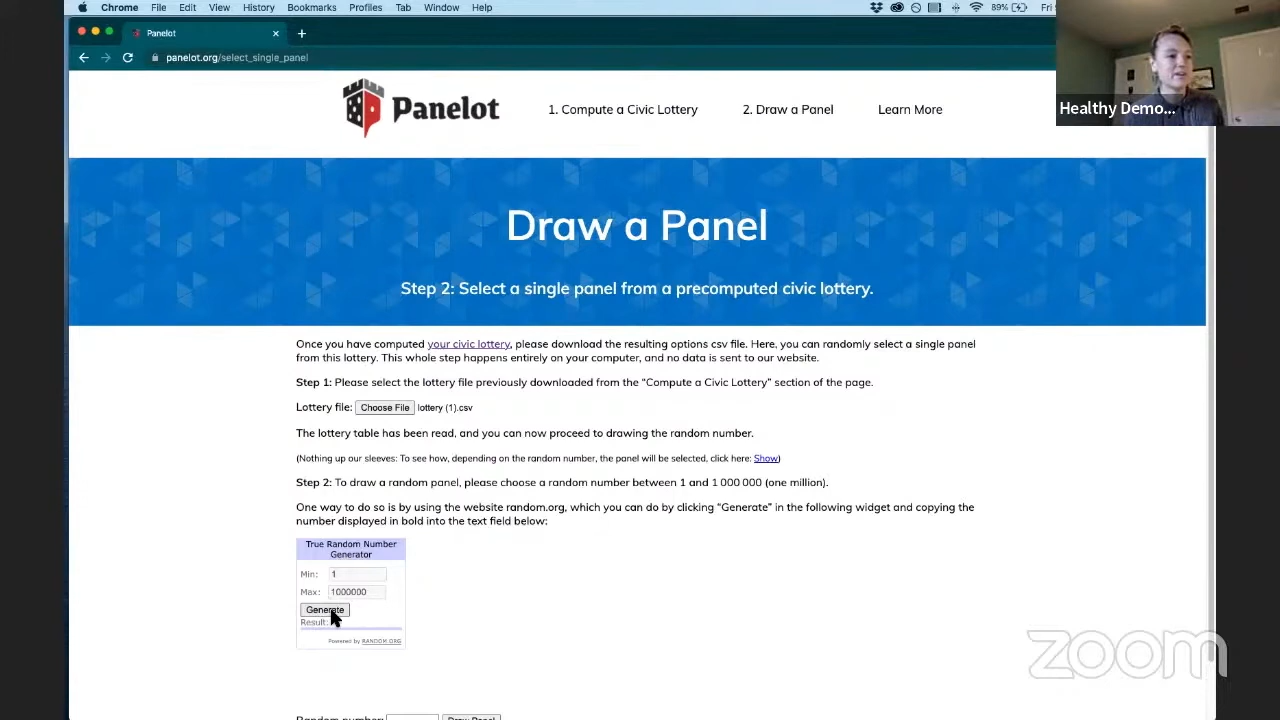 Chrome File Edit View History Bookmarks Profiles Tab Window Help 89% Fri
Panelot
panelot.org/select_single_panel
Panelot 1. Compute a Civic Lottery 2. Draw a Panel Learn More
Healthy Demo...
Draw a Panel
Step 2: Select a single panel from a precomputed civic lottery.
Once you have computed your civic lottery, please download the resulting options csv file. Here, you can randomly select a single panel
from this lottery. This whole step happens entirely on your computer, and no data is sent to our website.
Step 1: Please select the lottery file previously downloaded from the “Compute a Civic Lottery” section of the page.
Lottery file: Choose File lottery (1).csv
The lottery table has been read, and you can now proceed to drawing the random number.
(Nothing up our sleeves: To see how, depending on the random number, the panel will be selected, click here: Show)
Step 2: To draw a random panel, please choose a random number between 1 and 1 000 000 (one million).
One way to do so is by using the website random.org, which you can do by clicking “Generate” in the following widget and copying the
number displayed in bold into the text field below:
True Random Number
Generator
Min: 1
Max: 1000000
Generate
Result:
Powered by RANDOM.ORG
zoom
Random number: Draw Panel